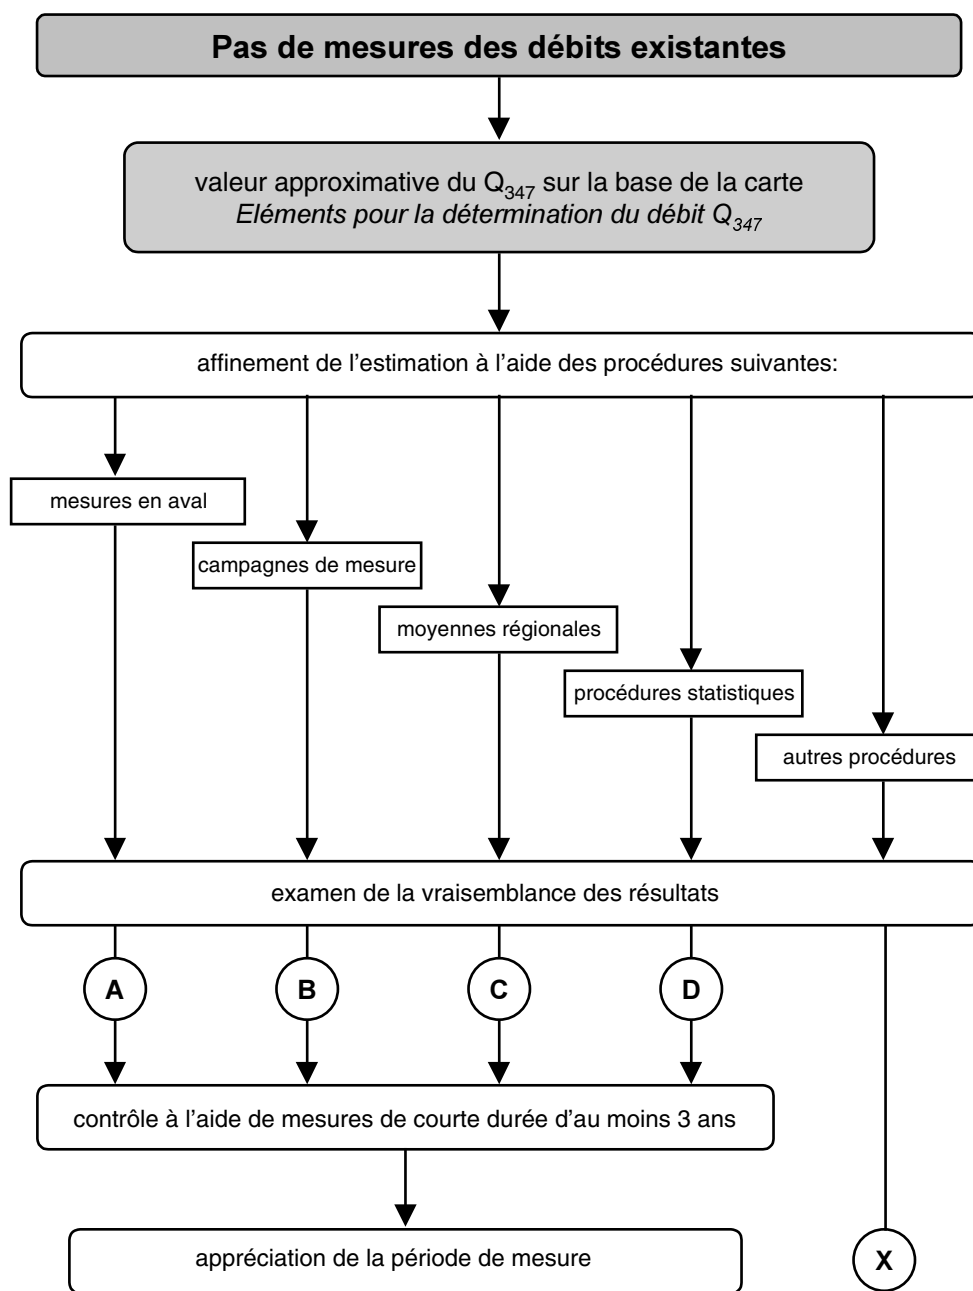 Pas de mesures des débits existantes
valeur approximative du Q347 sur la base de la carte
Eléments pour la détermination du débit Q347
affinement de l'estimation à l'aide des procédures suivantes:
mesures en aval
campagnes de mesure
moyennes régionales
procédures statistiques
autres procédures
examen de la vraisemblance des résultats
A B C D
contrôle à l'aide de mesures de courte durée d'au moins 3 ans
appréciation de la période de mesure
X